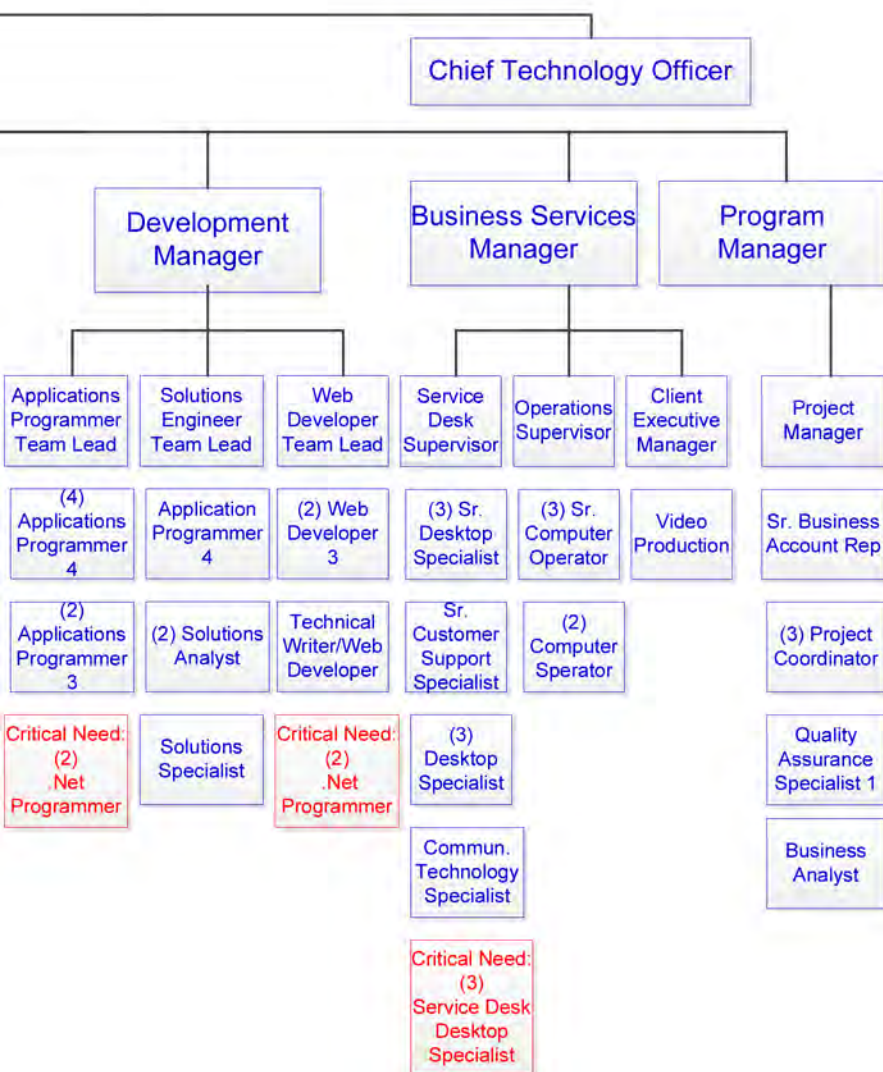 Chief Technology Officer
Development
Manager
Business Services
Manager
Program
Manager
Applications
Programmer
Team Lead
Solutions
Engineer
Team Lead
Web
Developer
Team Lead
Service
Desk
Supervisor
Operations
Supervisor
Client
Executive
Manager
Project
Manager
(4)
Applications
Programmer
4
Application
Programmer
4
(2) Web
Developer
3
(3) Sr.
Desktop
Specialist
(3) Sr.
Computer
Operator
Video
Production
Sr. Business
Account Rep
(2)
Applications
Programmer
3
(2) Solutions
Analyst
Technical
Writer/Web
Developer
Sr.
Customer
Support
Specialist
(2)
Computer
Sperator
(3) Project
Coordinator
Critical Need:
(2)
.Net
Programmer
Solutions
Specialist
Critical Need:
(2)
.Net
Programmer
(3)
Desktop
Specialist
Quality
Assurance
Specialist 1
Commun.
Technology
Specialist
Business
Analyst
Critical Need:
(3)
Service Desk
Desktop
Specialist